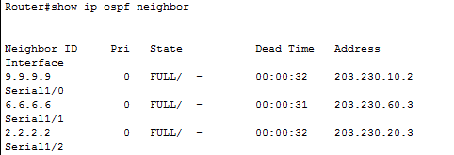 Router#show ip ospf neighbor
Neighbor ID Pri State Dead Time Address
Interface
9.9.9.9 0 FULL/ - 00:00:32 203.230.10.2
Serial1/0
6.6.6.6 0 FULL/ - 00:00:31 203.230.60.3
Serial1/1
2.2.2.2 0 FULL/ - 00:00:32 203.230.20.3
Serial1/2